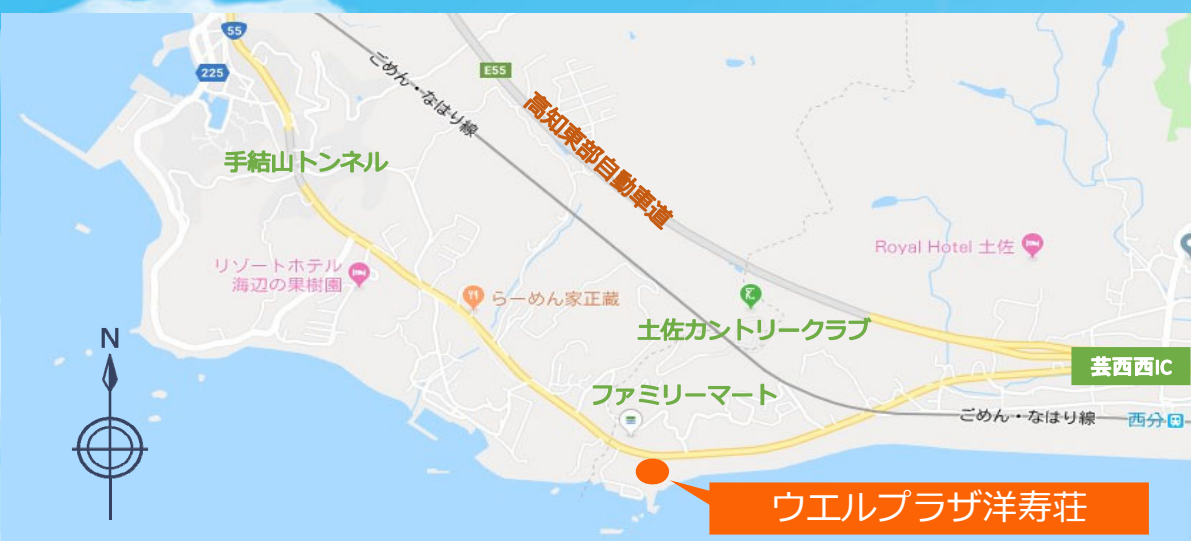 55
225
ごめん・なはり線
E55
高知東部自動車道
手結山トンネル
Royal Hotel 土佐
リゾートホテル
海辺の果樹園
らーめん家正蔵
土佐カントリークラブ
N
芸西西IC
ファミリーマート
ごめん・なはり線
西分
ウエルプラザ洋寿荘